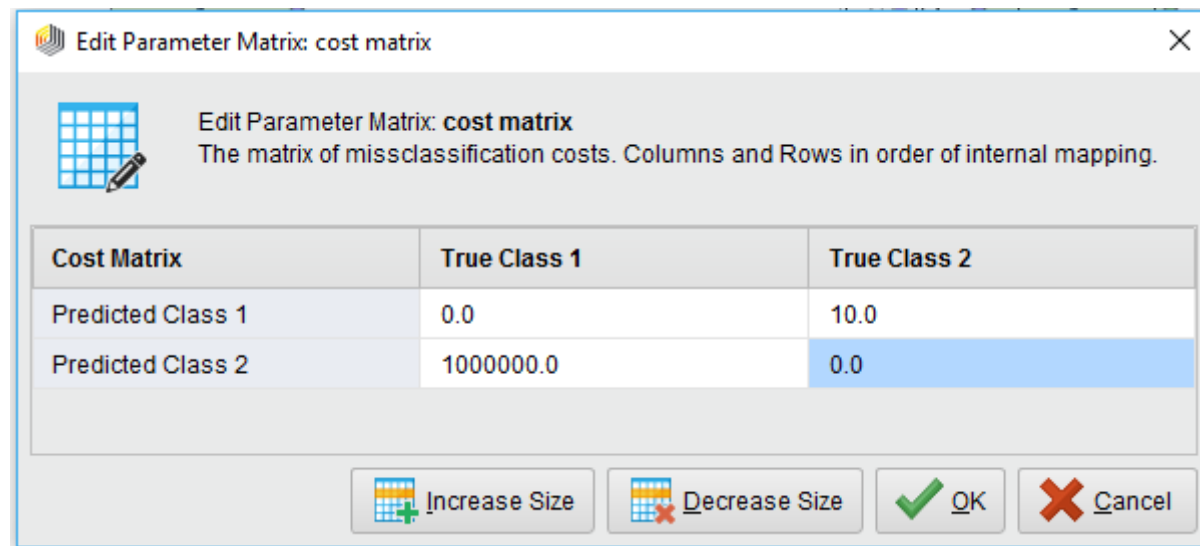 Edit Parameter Matrix: cost matrix
Edit Parameter Matrix: cost matrix
The matrix of missclassification costs. Columns and Rows in order of internal mapping.
Cost Matrix True Class 1 True Class 2
Predicted Class 1 0.0 10.0
Predicted Class 2 1000000.0 0.0
Increase Size Decrease Size OK Cancel